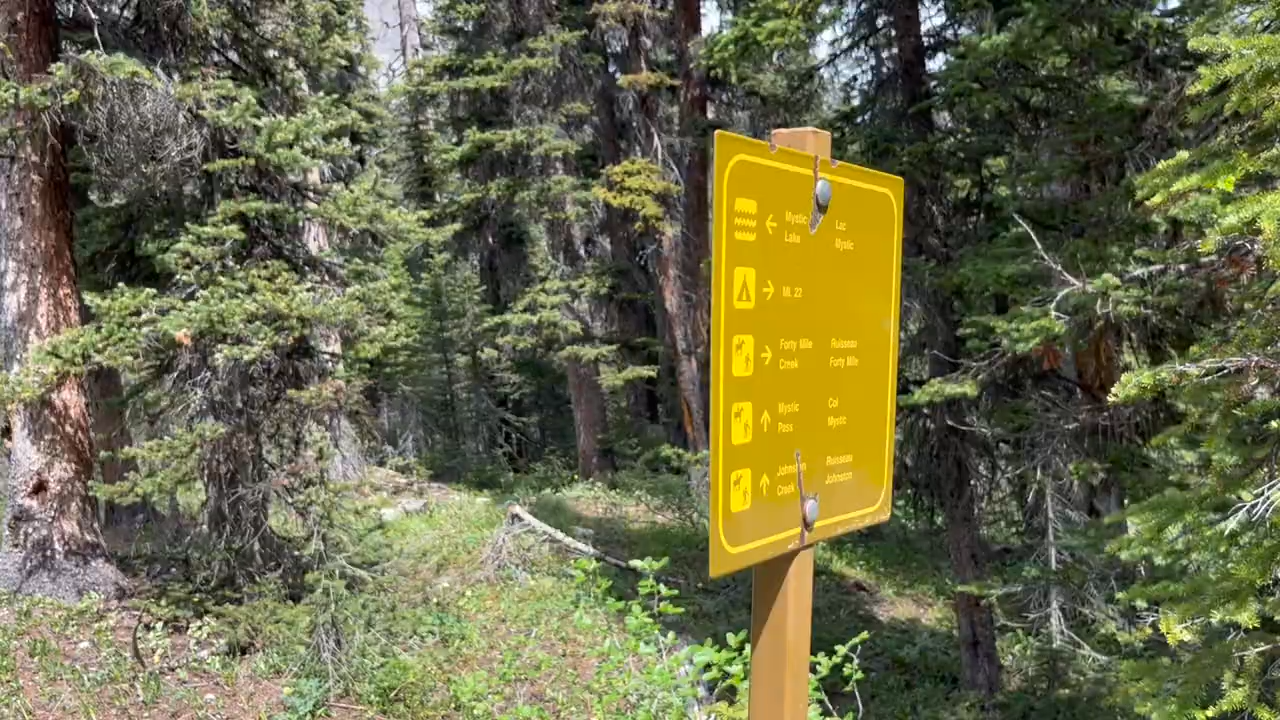 Mystic Lac
Lake Mystic
Ml. 22
Forty Mile Ruisseau
Creek Forty Mile
Mystic Col
Pass Mystic
Johnston Ruisseau
Creek Johnston